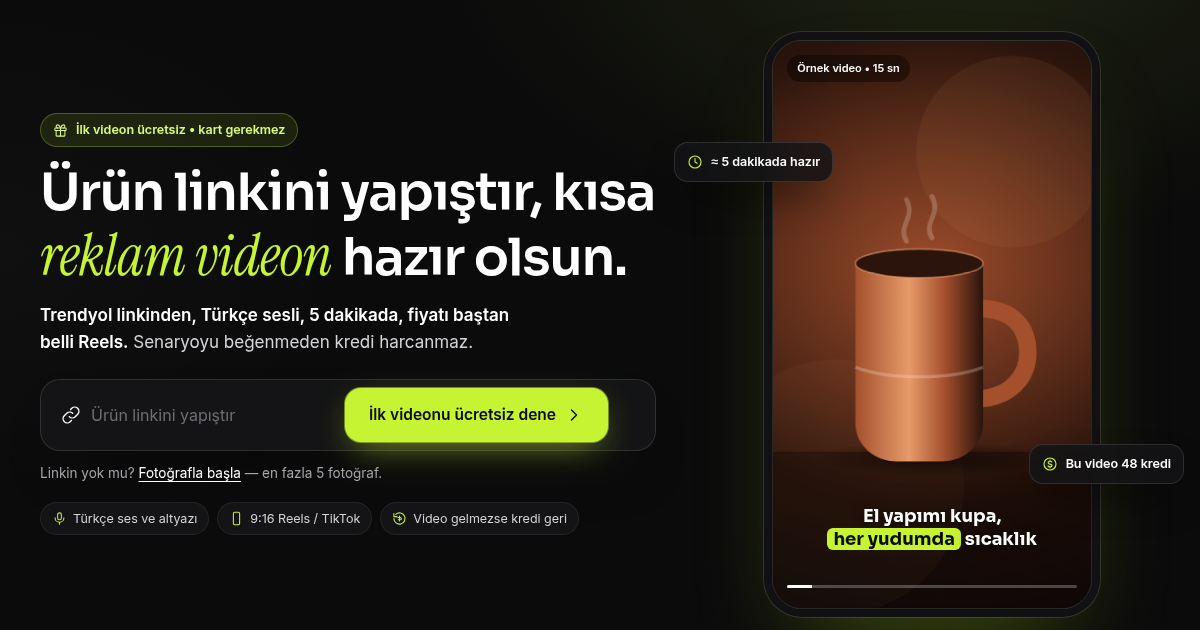 İlk videon ücretsiz • kart gerekmez
Ürün linkini yapıştır, kısa
reklam videon hazır olsun.
Trendyol linkinden, Türkçe sesli, 5 dakikada, fiyatı baştan
belli Reels. Senaryoyu beğenmeden kredi harcanmaz.
Ürün linkini yapıştır
İlk videonu ücretsiz dene
Linkin yok mu? Fotoğrafla başla — en fazla 5 fotoğraf.
Türkçe ses ve altyazı
9:16 Reels / TikTok
Video gelmezse kredi geri
Örnek video • 15 sn
≈ 5 dakikada hazır
Bu video 48 kredi
El yapımı kupa,
her yudumda sıcaklık